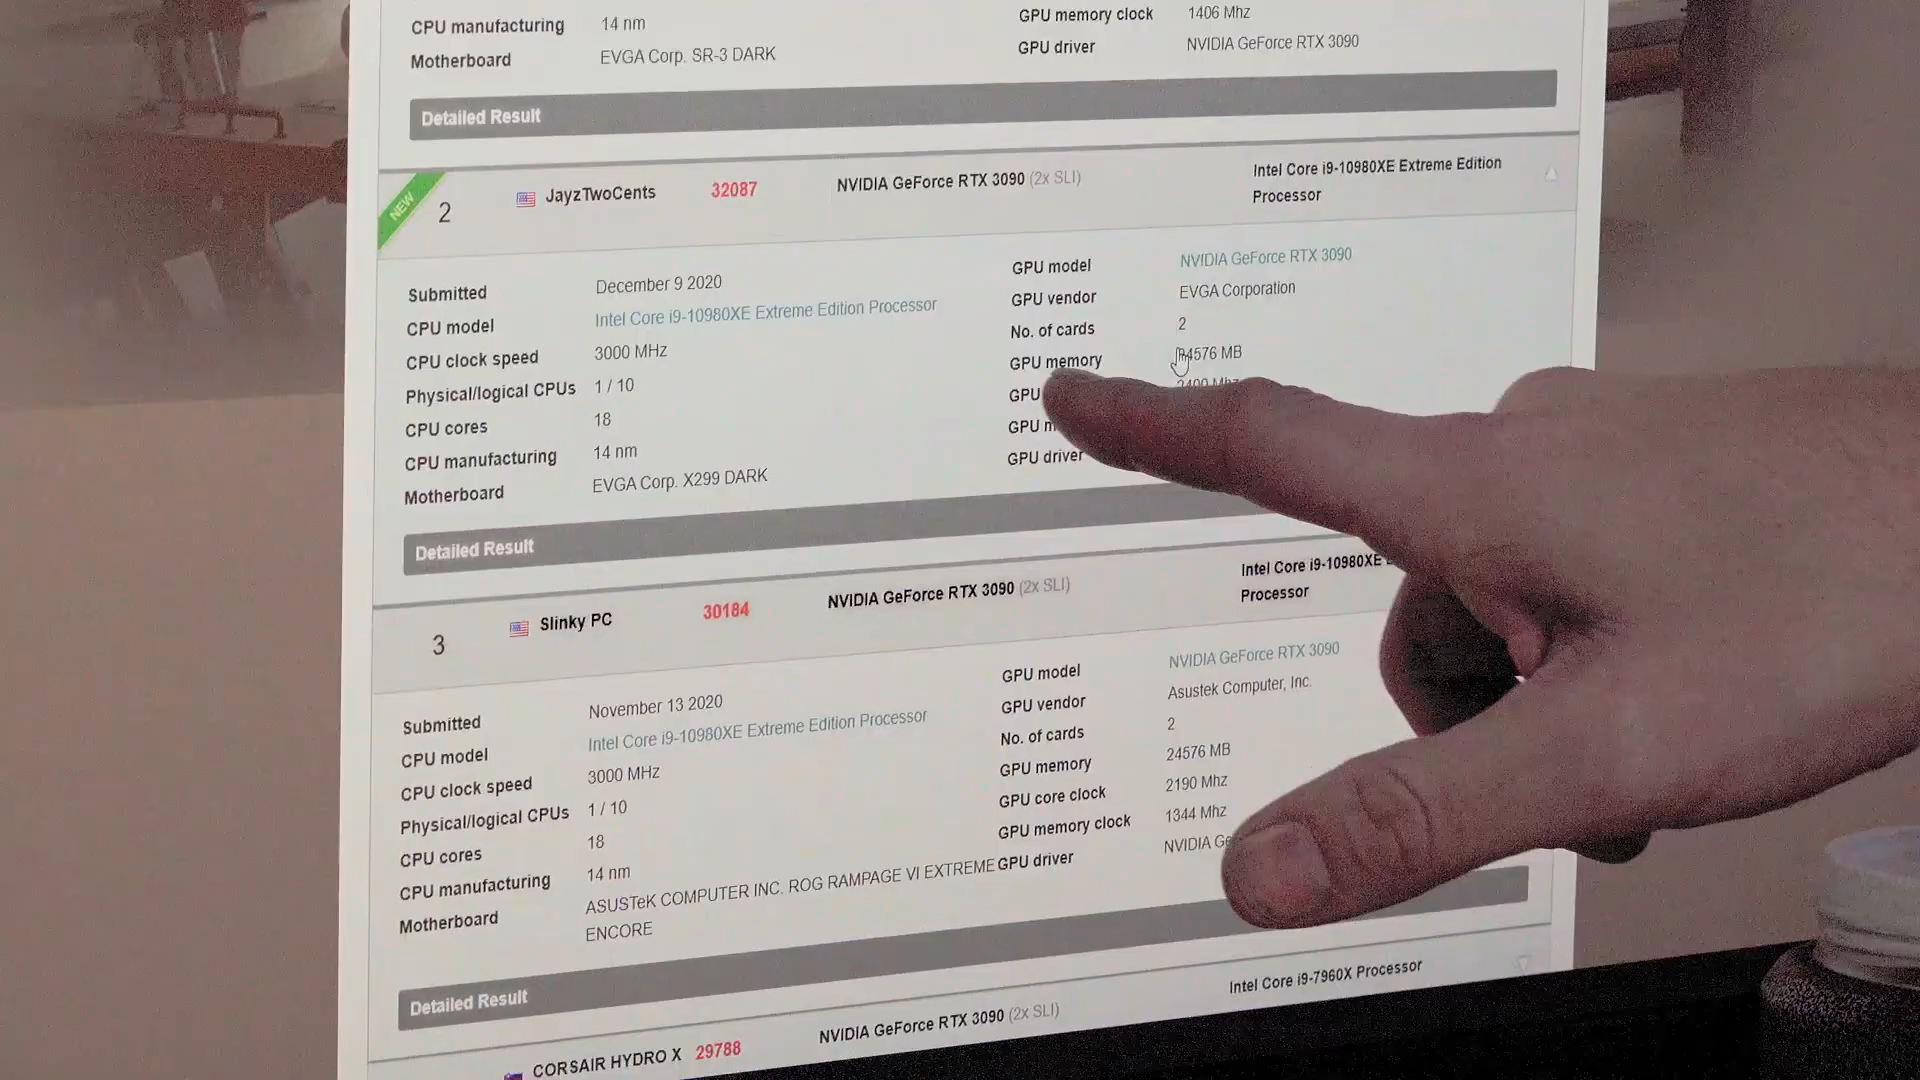 CPU manufacturing 14 nm GPU memory clock 1406 Mhz
Motherboard EVGA Corp. SR-3 DARK GPU driver NVIDIA GeForce RTX 3090
Detailed Result
NEW 2 JayzTwoCents 32087 NVIDIA GeForce RTX 3090 (2x SLI) Intel Core i9-10980XE Extreme Edition
Processor
Submitted December 9 2020 GPU model NVIDIA GeForce RTX 3090
CPU model Intel Core i9-10980XE Extreme Edition Processor GPU vendor EVGA Corporation
CPU clock speed 3000 MHz No. of cards 2
Physical/logical CPUs 1 / 10 GPU memory 4576 MB
CPU cores 18 GPU
CPU manufacturing 14 nm GPU
Motherboard EVGA Corp. X299 DARK GPU driver
Detailed Result
3 Slinky PC 30184 NVIDIA GeForce RTX 3090 (2x SLI) Intel Core i9-10980XE
Processor
Submitted November 13 2020 GPU model NVIDIA GeForce RTX 3090
CPU model Intel Core i9-10980XE Extreme Edition Processor GPU vendor Asustek Computer, Inc.
CPU clock speed 3000 MHz No. of cards 2
Physical/logical CPUs 1 / 10 GPU memory 24576 MB
CPU cores 18 GPU core clock 2190 Mhz
CPU manufacturing 14 nm GPU memory clock 1344 Mhz
Motherboard ASUSTeK COMPUTER INC. ROG RAMPAGE VI EXTREME GPU driver NVIDIA
ENCORE
Detailed Result
CORSAIR HYDRO X 29788 NVIDIA GeForce RTX 3090 (2x SLI) Intel Core i9-7960X Processor